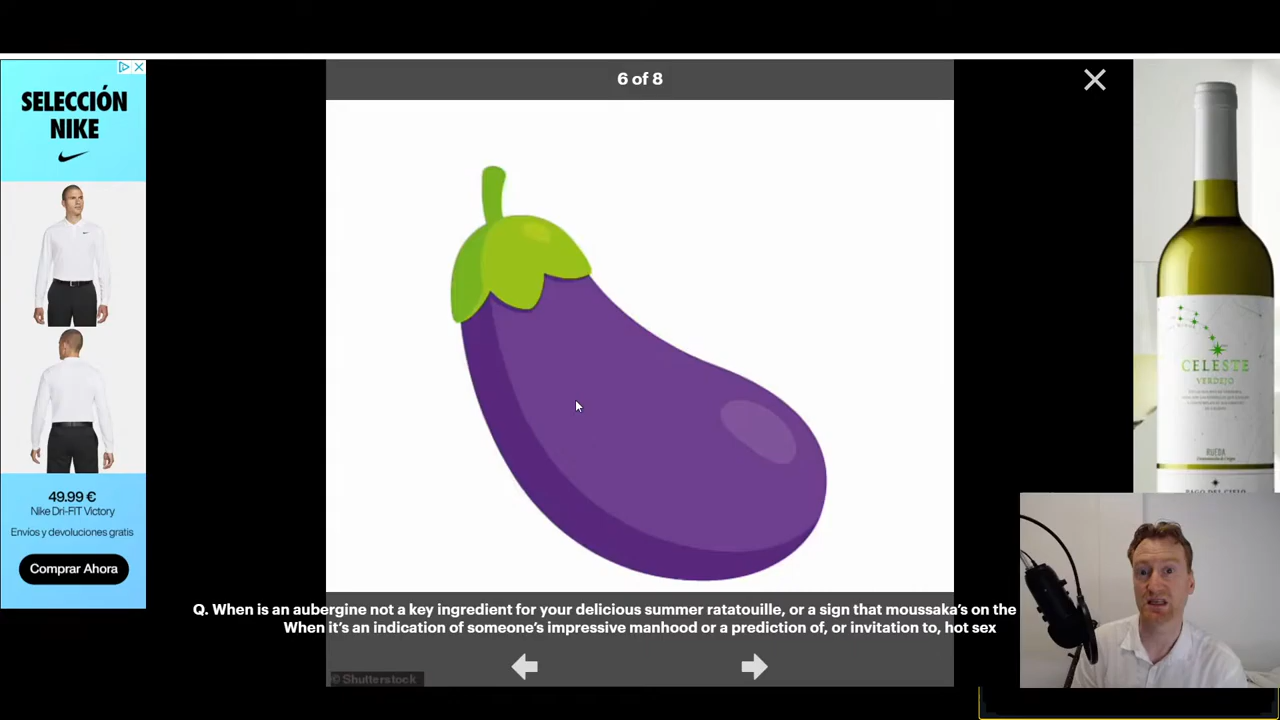 6 of 8
SELECCIÓN
NIKE
49.99 €
Nike Dri-FIT Victory
Envíos y devoluciones gratis
Comprar Ahora
CELESTE
VERDEJO
RUEDA
Q. When is an aubergine not a key ingredient for your delicious summer ratatouille, or a sign that moussaka's on the
When it's an indication of someone's impressive manhood or a prediction of, or invitation to, hot sex
© Shutterstock